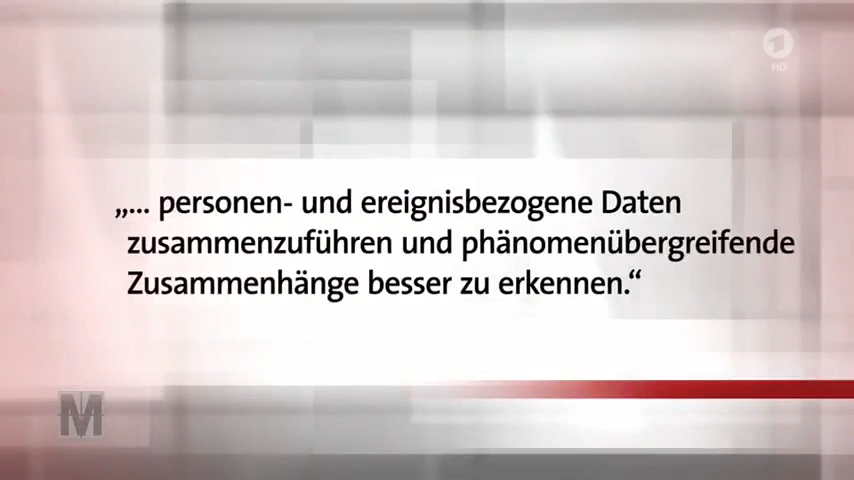 HD
„... personen- und ereignisbezogene Daten
zusammenzuführen und phänomenübergreifende
Zusammenhänge besser zu erkennen.“
M